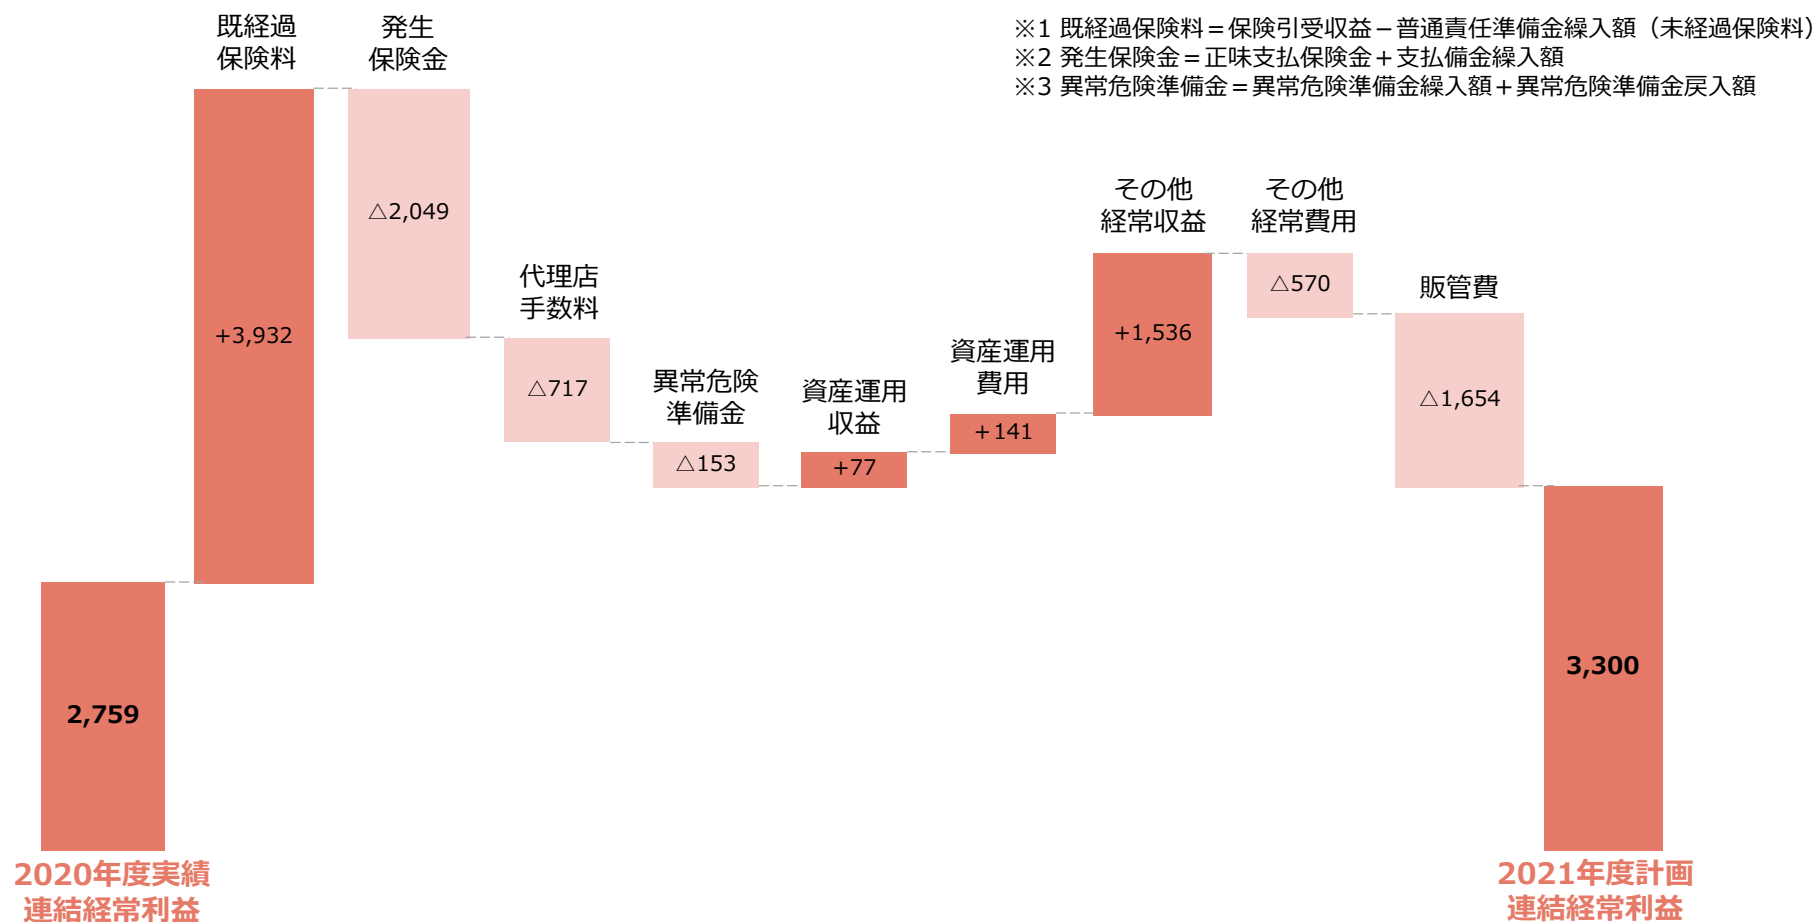 ※1 既経過保険料＝保険引受収益－普通責任準備金繰入額（未経過保険料）
※2 発生保険金＝正味支払保険金＋支払備金繰入額
※3 異常危険準備金＝異常危険準備金繰入額＋異常危険準備金戻入額
既経過
保険料
+3,932
発生
保険金
△2,049
代理店
手数料
△717
異常危険
準備金
△153
資産運用
収益
+77
資産運用
費用
＋141
その他
経常収益
+1,536
その他
経常費用
△570
販管費
△1,654
2,759
2020年度実績
連結経常利益
3,300
2021年度計画
連結経常利益